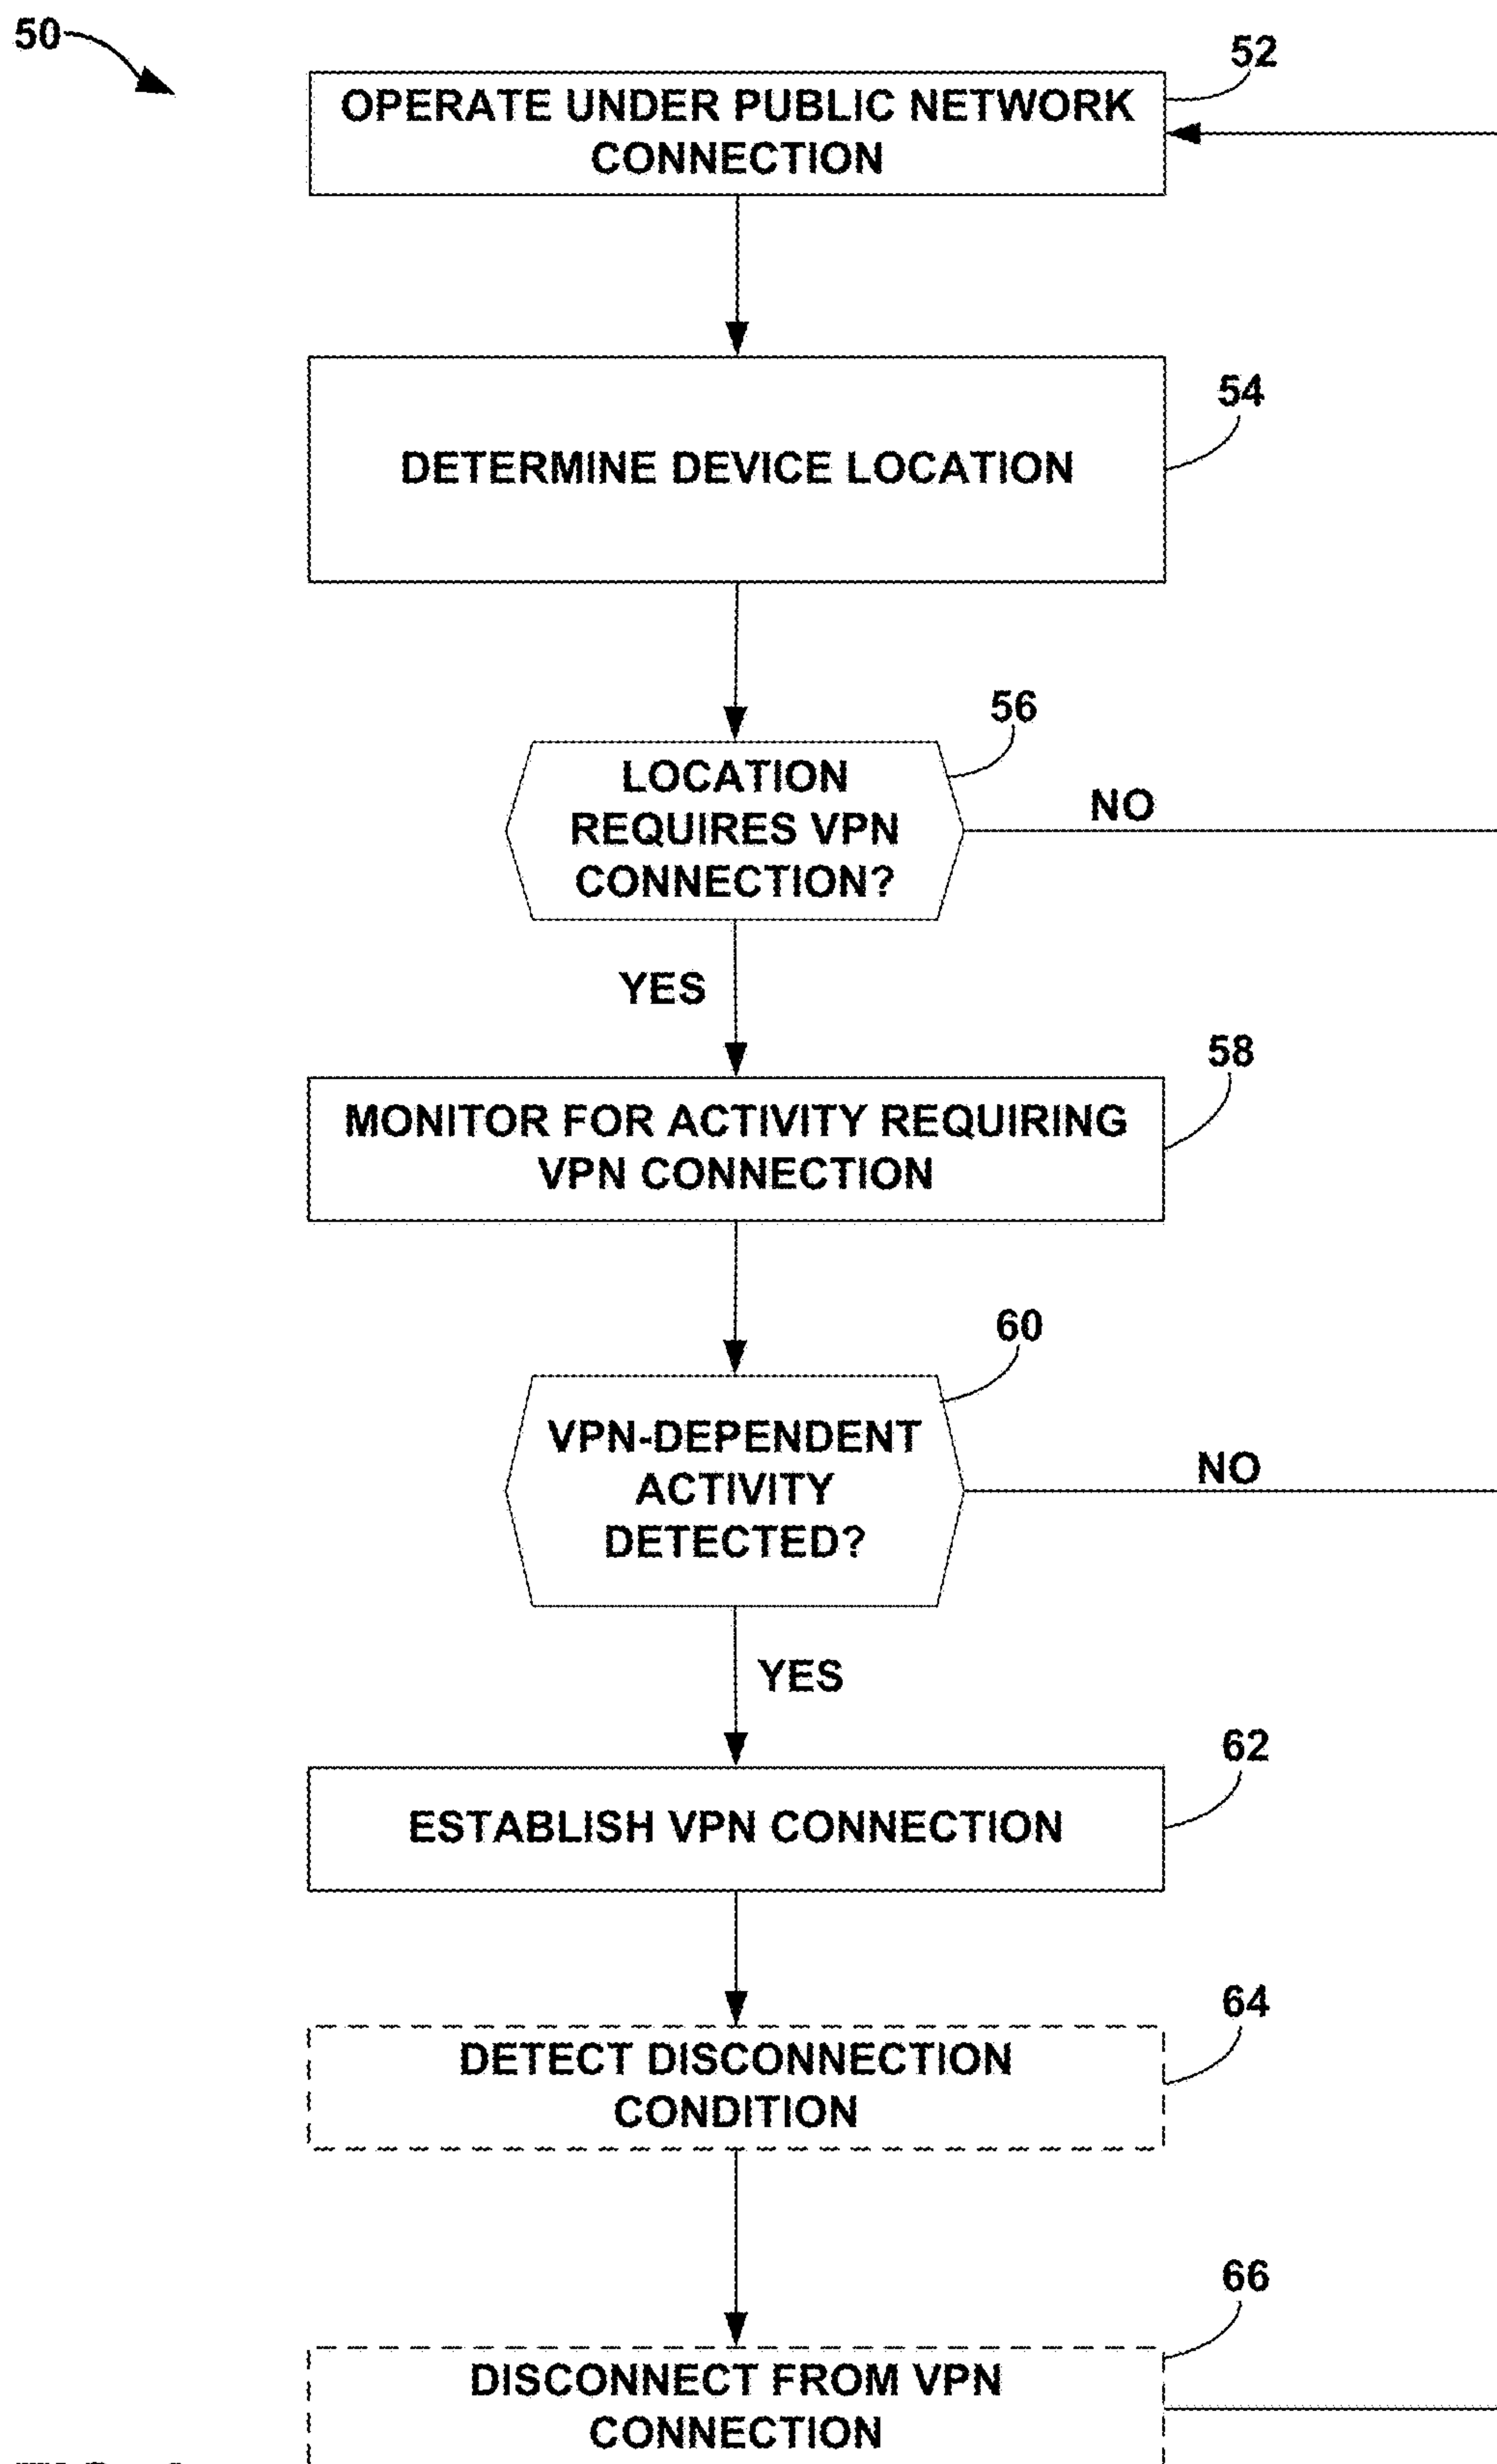 50
52
OPERATE UNDER PUBLIC NETWORK
CONNECTION
54
DETERMINE DEVICE LOCATION
56
LOCATION
REQUIRES VPN
CONNECTION?
NO
YES
58
MONITOR FOR ACTIVITY REQUIRING
VPN CONNECTION
60
VPN-DEPENDENT
ACTIVITY
DETECTED?
NO
YES
62
ESTABLISH VPN CONNECTION
64
DETECT DISCONNECTION
CONDITION
66
DISCONNECT FROM VPN
CONNECTION